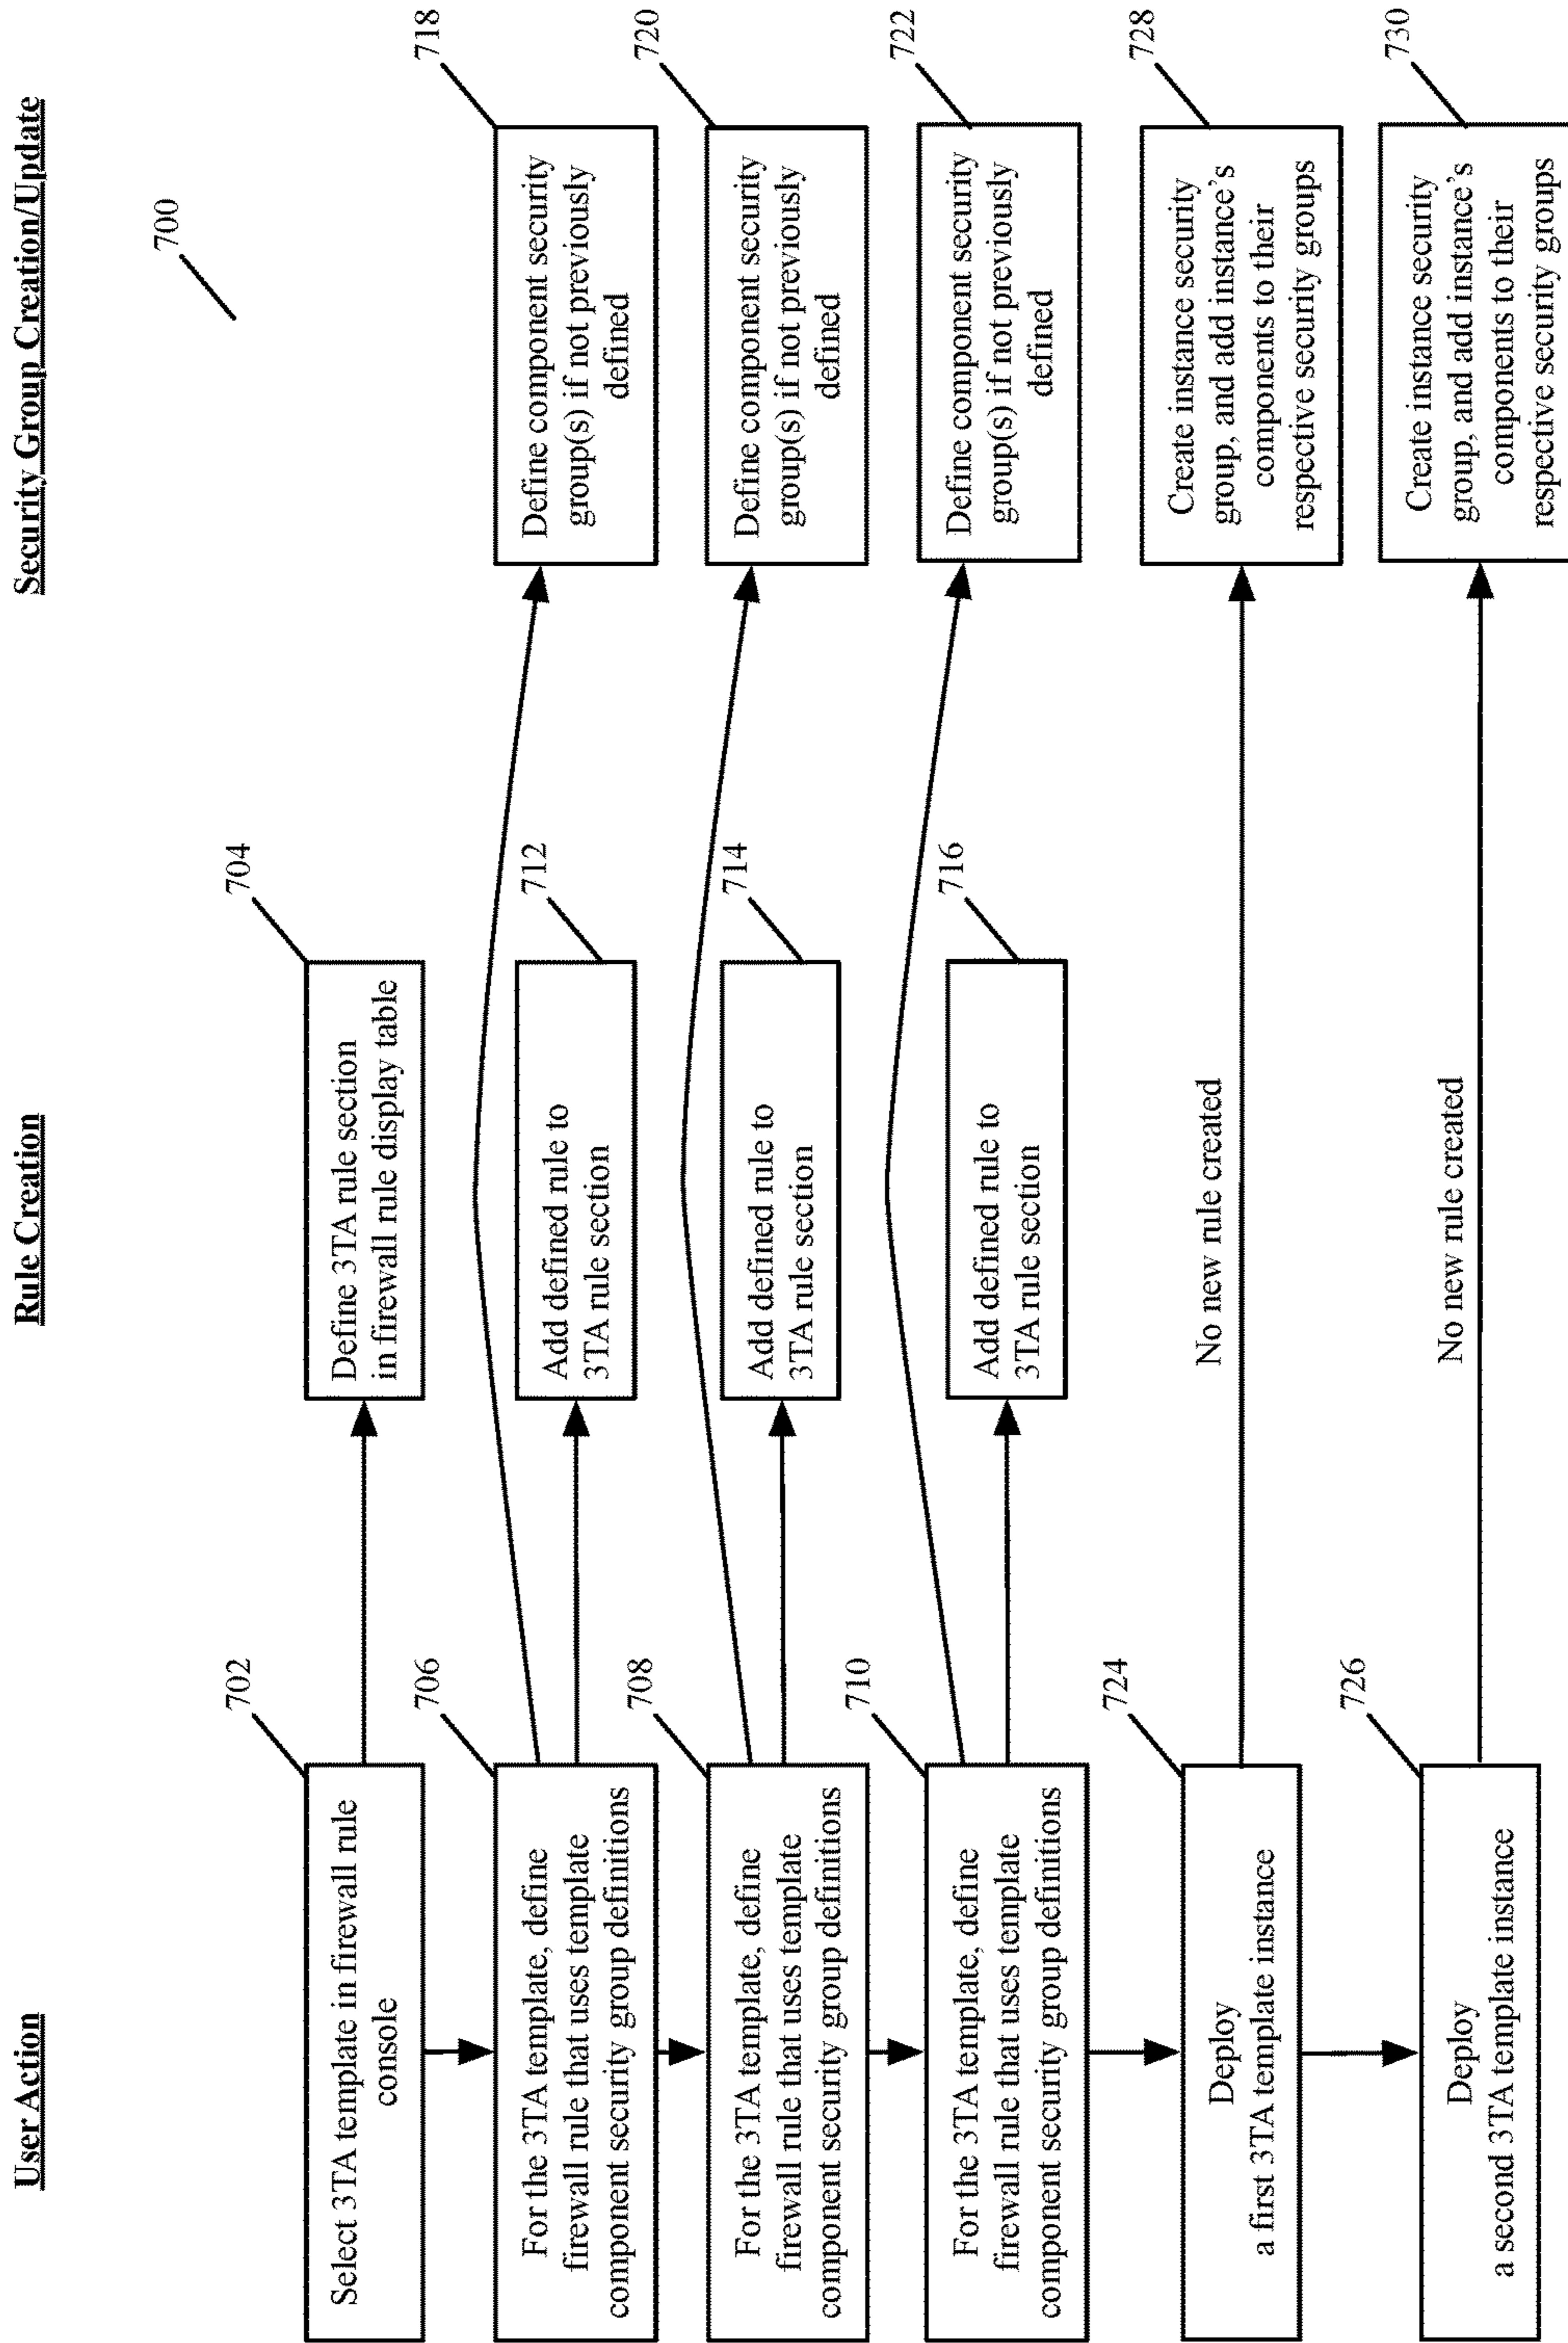 User Action
Rule Creation
Security Group Creation/Update
700
702
Select 3TA template in firewall rule
console
704
Define 3TA rule section
in firewall rule display table
706
For the 3TA template, define
firewall rule that uses template
component security group definitions
712
Add defined rule to
3TA rule section
718
Define component security
group(s) if not previously
defined
708
For the 3TA template, define
firewall rule that uses template
component security group definitions
714
Add defined rule to
3TA rule section
720
Define component security
group(s) if not previously
defined
710
For the 3TA template, define
firewall rule that uses template
component security group definitions
716
Add defined rule to
3TA rule section
722
Define component security
group(s) if not previously
defined
724
Deploy
a first 3TA template instance
No new rule created
728
Create instance security
group, and add instance's
components to their
respective security groups
726
Deploy
a second 3TA template instance
No new rule created
730
Create instance security
group, and add instance's
components to their
respective security groups